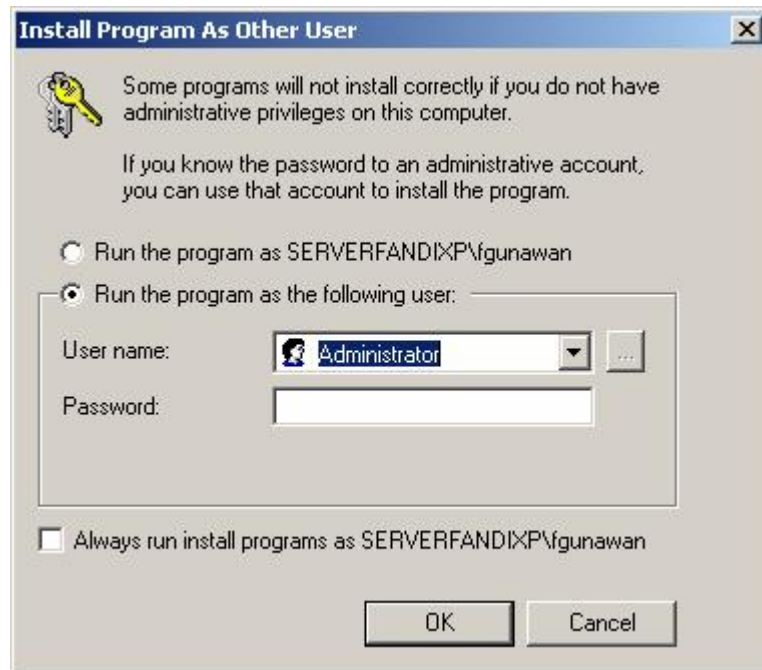 Install Program As Other User
Some programs will not install correctly if you do not have
administrative privileges on this computer.
If you know the password to an administrative account,
you can use that account to install the program.
Run the program as SERVERFANDIXP\fgunawan
Run the program as the following user:
User name:
Administrator
...
Password:
Always run install programs as SERVERFANDIXP\fgunawan
OK
Cancel